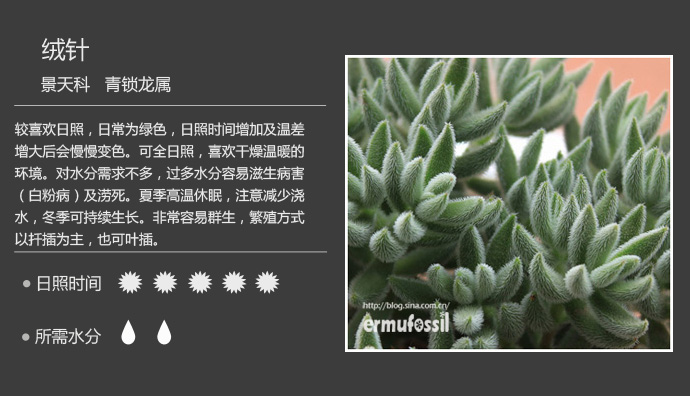 绒针
景天科 青锁龙属
较喜欢日照，日常为绿色，日照时间增加及温差
增大后会慢慢变色。可全日照，喜欢干燥温暖的
环境。对水分需求不多，过多水分容易滋生病害
（白粉病）及涝死。夏季高温休眠，注意减少浇
水，冬季可持续生长。非常容易群生，繁殖方式
以扦插为主，也可叶插。
日照时间
所需水分
http://blog.sina.com.cn/
ermufossil